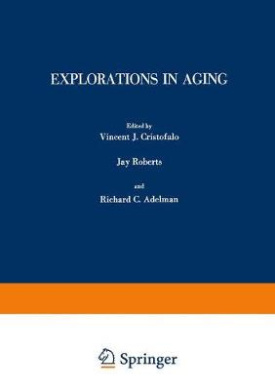 EXPLORATIONS IN AGING
Edited by
Vincent J. Cristofalo
Jay Roberts
and
Richard C. Adelman
Springer